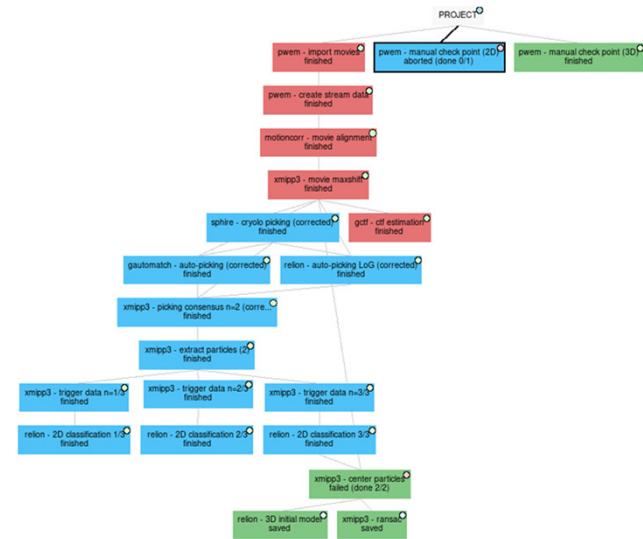 PROJECT
pwem - import movies
finished
pwem - manual check point (2D)
aborted (done 0/1)
pwem - manual check point (3D)
finished
pwem - create stream data
finished
motioncorr - movie alignment
finished
xmipp3 - movie maxshift
finished
sphire - cryolo picking (corrected)
finished
gctf - ctf estimation
finished
gautomatch - auto-picking (corrected)
finished
relion - auto-picking LoG (corrected)
finished
xmipp3 - picking consensus n=2 (corre...
finished
xmipp3 - extract particles (2)
finished
xmipp3 - trigger data n=1/3
finished
xmipp3 - trigger data n=2/3
finished
xmipp3 - trigger data n=3/3
finished
relion - 2D classification 1/3
finished
relion - 2D classification 2/3
finished
relion - 2D classification 3/3
finished
xmipp3 - center particles
failed (done 2/2)
relion - 3D initial model
saved
xmipp3 - ransac
saved